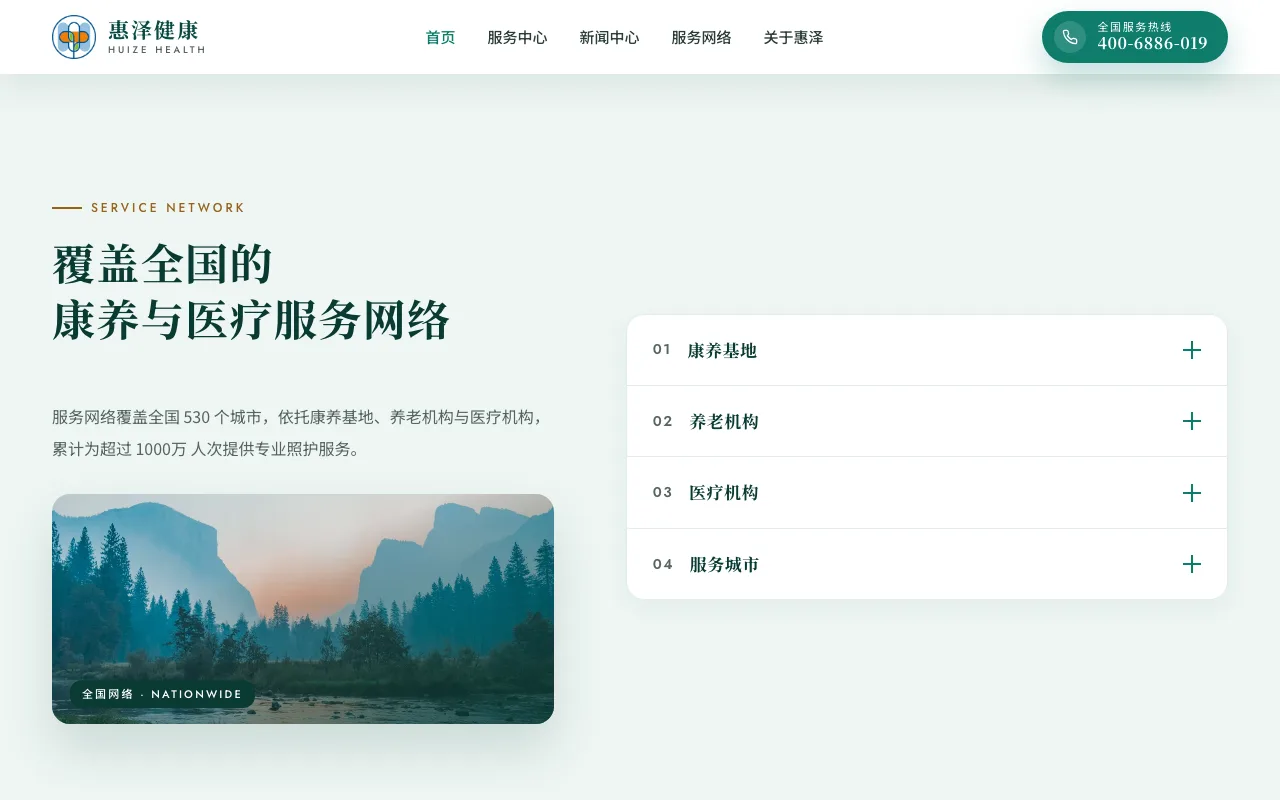 惠泽健康
HUIZE HEALTH
首页
服务中心
新闻中心
服务网络
关于惠泽
全国服务热线
400-6886-019
SERVICE NETWORK
覆盖全国的
康养与医疗服务网络
服务网络覆盖全国 530 个城市，依托康养基地、养老机构与医疗机构，
累计为超过 1000万 人次提供专业照护服务。
全国网络 · NATIONWIDE
01 康养基地
02 养老机构
03 医疗机构
04 服务城市